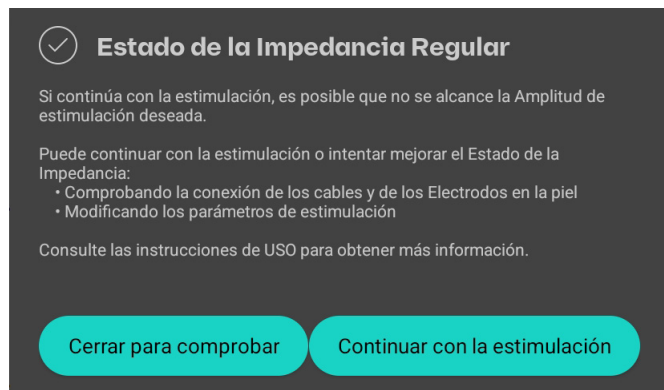 Estado de la Impedancia Regular
Si continúa con la estimulación, es posible que no se alcance la Amplitud de
estimulación deseada.
Puede continuar con la estimulación o intentar mejorar el Estado de la
Impedancia:
• Comprobando la conexión de los cables y de los Electrodos en la piel
• Modificando los parámetros de estimulación
Consulte las instrucciones de USO para obtener más información.
Cerrar para comprobar
Continuar con la estimulación